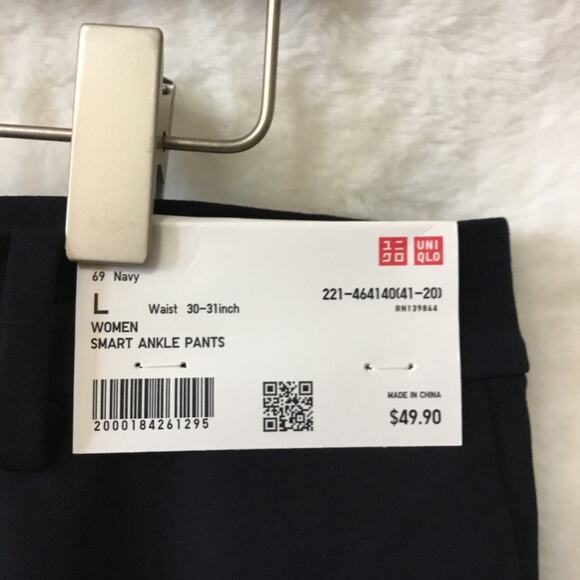 ユニ
クロ
UNI
QLO
69 Navy
L Waist 30-31inch
221-464140(41-20)
RN139864
WOMEN
SMART ANKLE PANTS
2000184261295
MADE IN CHINA
$49.90